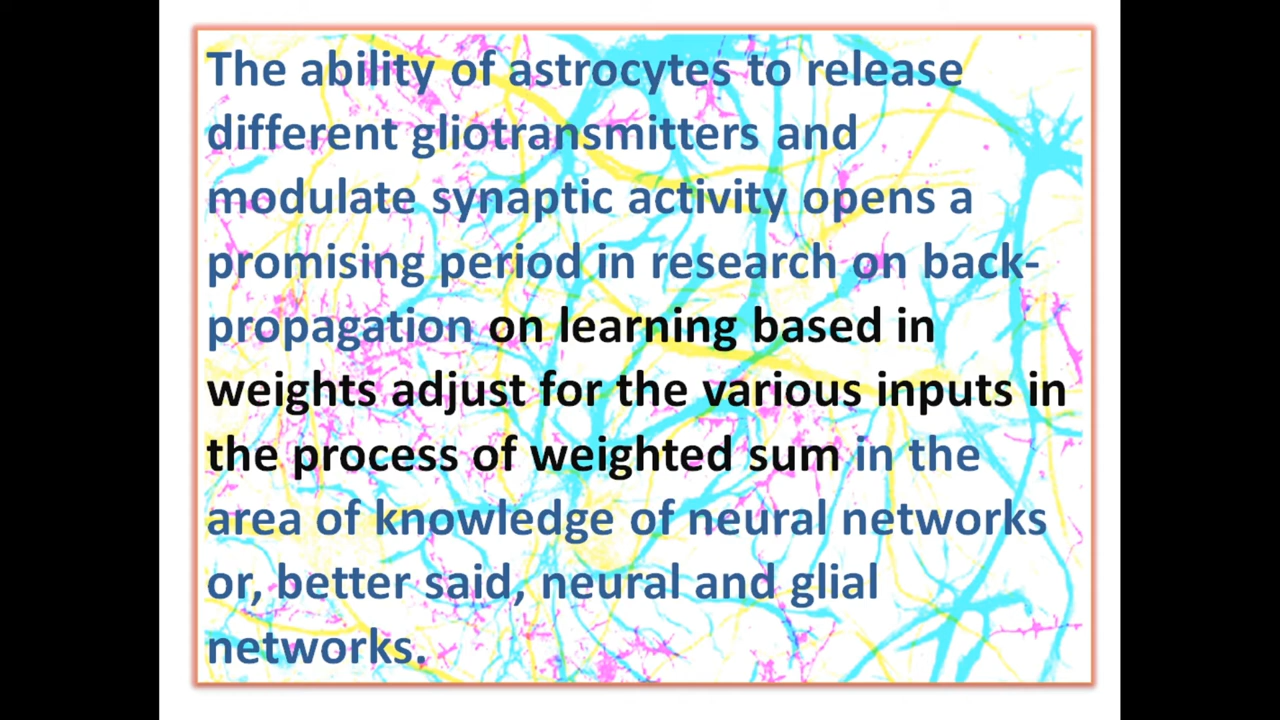 The ability of astrocytes to release
different gliotransmitters and
modulate synaptic activity opens a
promising period in research on back-
propagation on learning based in
weights adjust for the various inputs in
the process of weighted sum in the
area of knowledge of neural networks
or, better said, neural and glial
networks.